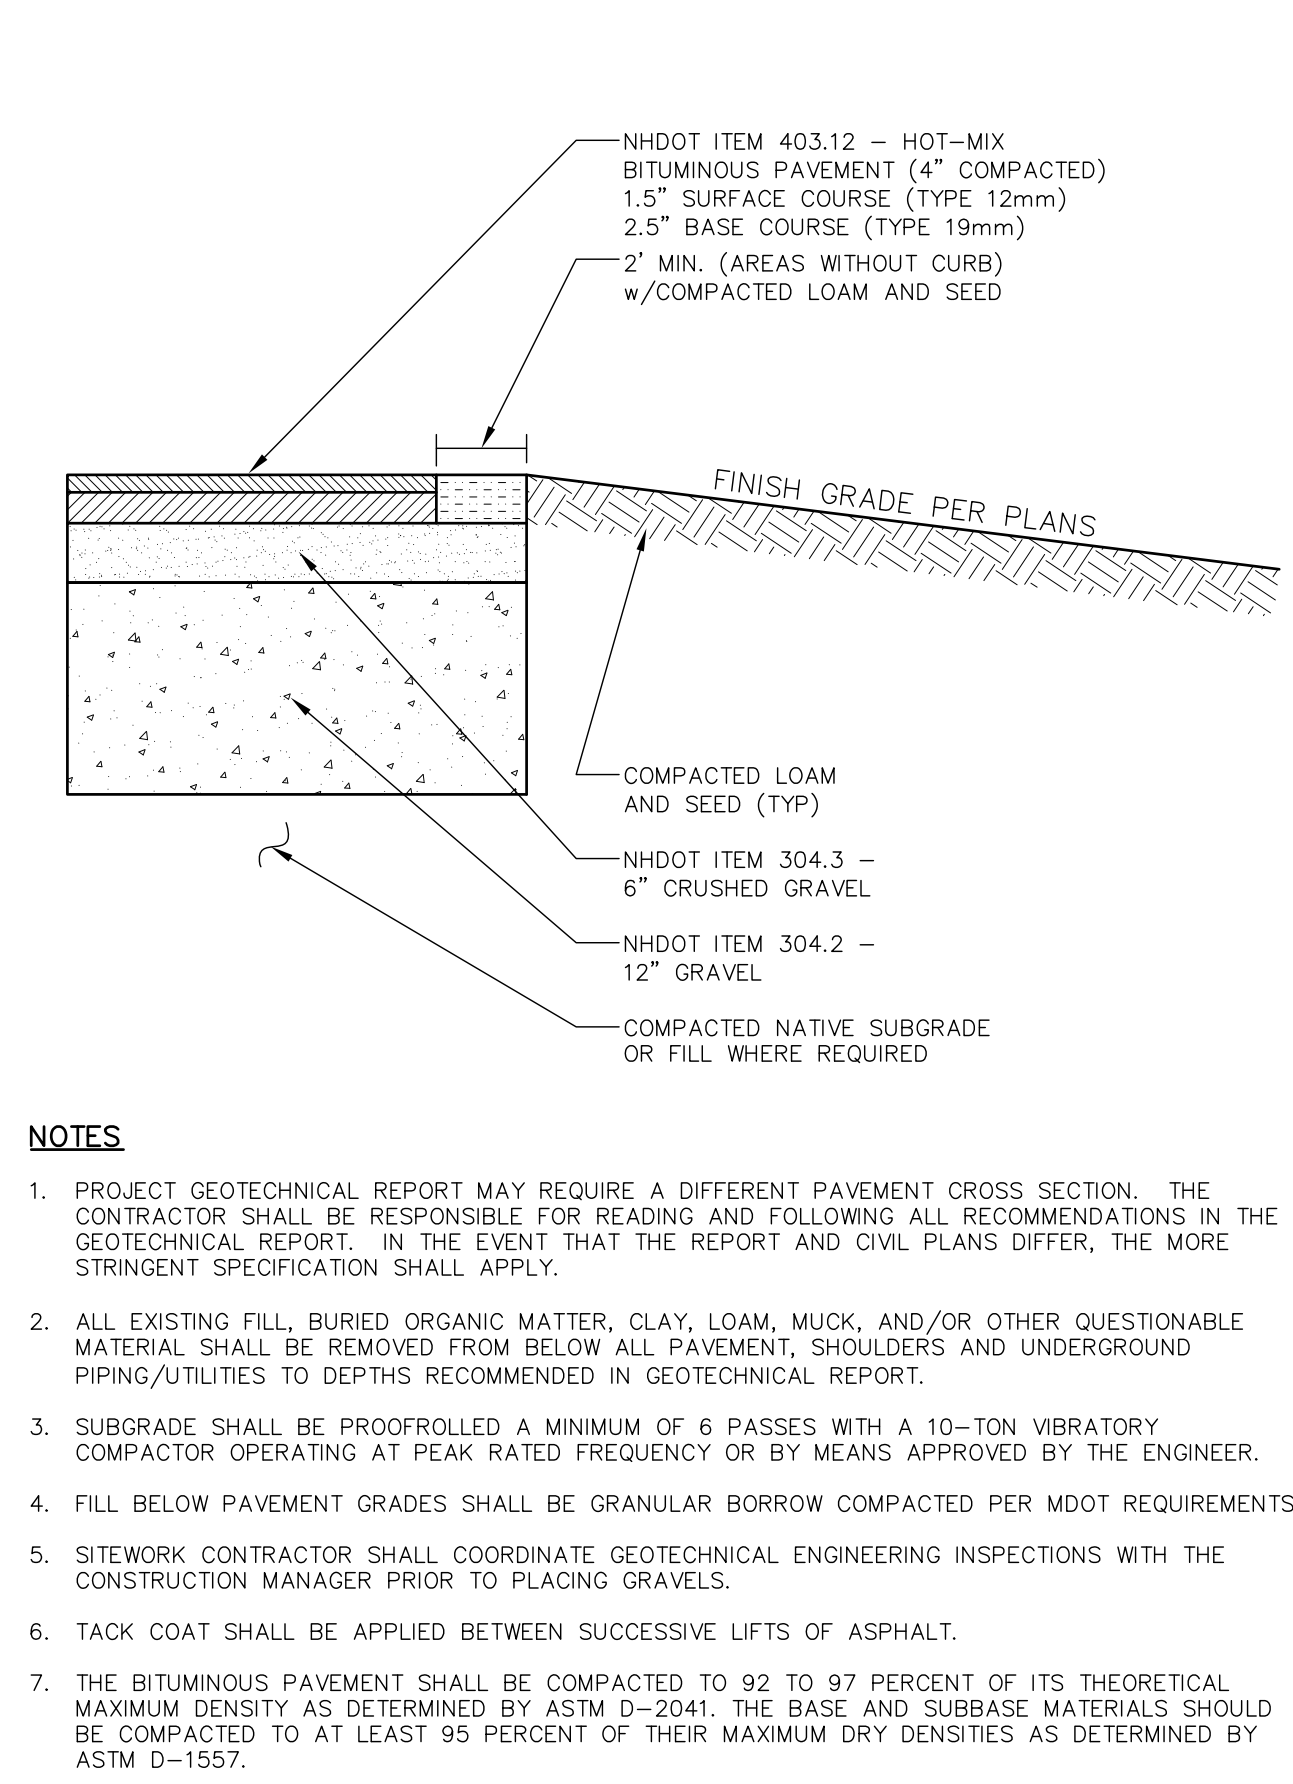 NHDOT ITEM 403.12 – HOT–MIX
BITUMINOUS PAVEMENT (4" COMPACTED)
1.5" SURFACE COURSE (TYPE 12mm)
2.5" BASE COURSE (TYPE 19mm)
2' MIN. (AREAS WITHOUT CURB)
w/COMPACTED LOAM AND SEED
FINISH GRADE PER PLANS
COMPACTED LOAM
AND SEED (TYP)
NHDOT ITEM 304.3 –
6" CRUSHED GRAVEL
NHDOT ITEM 304.2 –
12" GRAVEL
COMPACTED NATIVE SUBGRADE
OR FILL WHERE REQUIRED
NOTES
1. PROJECT GEOTECHNICAL REPORT MAY REQUIRE A DIFFERENT PAVEMENT CROSS SECTION. THE
CONTRACTOR SHALL BE RESPONSIBLE FOR READING AND FOLLOWING ALL RECOMMENDATIONS IN THE
GEOTECHNICAL REPORT. IN THE EVENT THAT THE REPORT AND CIVIL PLANS DIFFER, THE MORE
STRINGENT SPECIFICATION SHALL APPLY.
2. ALL EXISTING FILL, BURIED ORGANIC MATTER, CLAY, LOAM, MUCK, AND/OR OTHER QUESTIONABLE
MATERIAL SHALL BE REMOVED FROM BELOW ALL PAVEMENT, SHOULDERS AND UNDERGROUND
PIPING/UTILITIES TO DEPTHS RECOMMENDED IN GEOTECHNICAL REPORT.
3. SUBGRADE SHALL BE PROOFROLLED A MINIMUM OF 6 PASSES WITH A 10–TON VIBRATORY
COMPACTOR OPERATING AT PEAK RATED FREQUENCY OR BY MEANS APPROVED BY THE ENGINEER.
4. FILL BELOW PAVEMENT GRADES SHALL BE GRANULAR BORROW COMPACTED PER MDOT REQUIREMENTS
5. SITEWORK CONTRACTOR SHALL COORDINATE GEOTECHNICAL ENGINEERING INSPECTIONS WITH THE
CONSTRUCTION MANAGER PRIOR TO PLACING GRAVELS.
6. TACK COAT SHALL BE APPLIED BETWEEN SUCCESSIVE LIFTS OF ASPHALT.
7. THE BITUMINOUS PAVEMENT SHALL BE COMPACTED TO 92 TO 97 PERCENT OF ITS THEORETICAL
MAXIMUM DENSITY AS DETERMINED BY ASTM D–2041. THE BASE AND SUBBASE MATERIALS SHOULD
BE COMPACTED TO AT LEAST 95 PERCENT OF THEIR MAXIMUM DRY DENSITIES AS DETERMINED BY
ASTM D–1557.